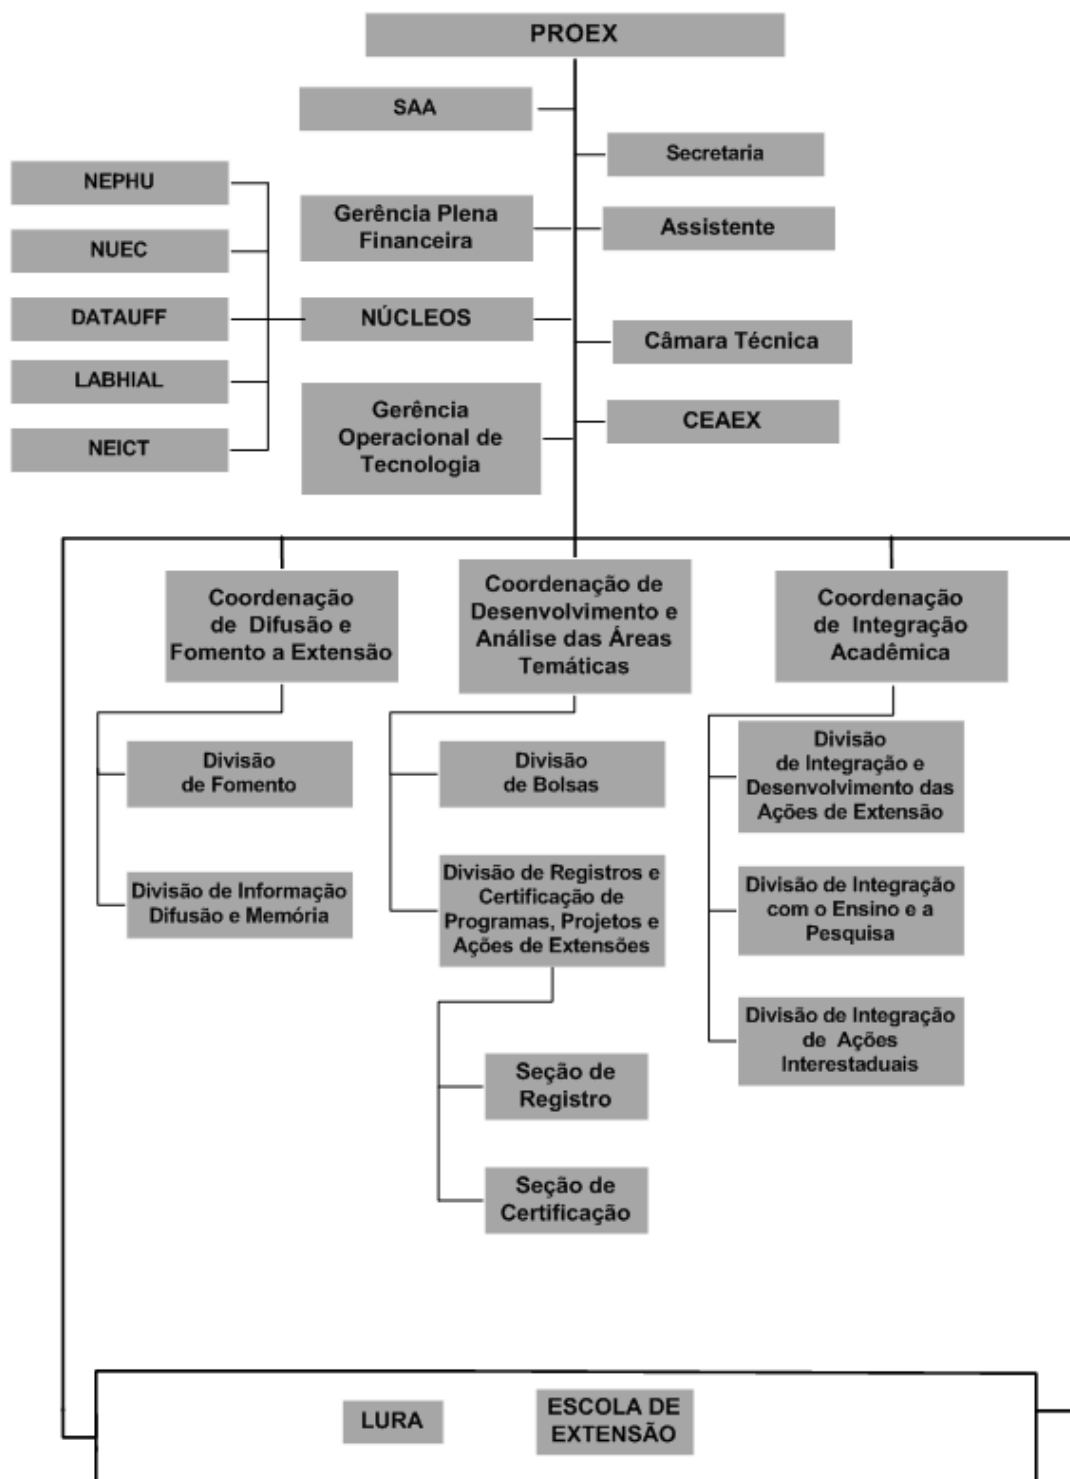 PROEX
SAA
Secretaria
NEPHU
Gerência Plena
Financeira
Assistente
NUEC
DATAUFF
NÚCLEOS
Câmara Técnica
LABHIAL
Gerência
Operacional de
Tecnologia
CEAEX
NEICT
Coordenação
de Difusão e
Fomento a Extensão
Coordenação de
Desenvolvimento e
Análise das Áreas
Temáticas
Coordenação
de Integração
Acadêmica
Divisão
de Fomento
Divisão
de Bolsas
Divisão
de Integração e
Desenvolvimento das
Ações de Extensão
Divisão de Informação
Difusão e Memória
Divisão de Registros e
Certificação de
Programas, Projetos e
Ações de Extensões
Divisão de Integração
com o Ensino e a
Pesquisa
Divisão de Integração
de Ações
Interestaduais
Seção de
Registro
Seção de
Certificação
LURA
ESCOLA DE
EXTENSÃO